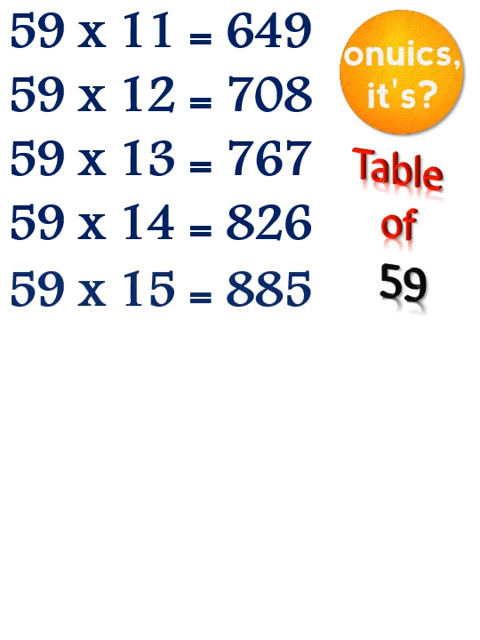 59 x 11 = 649
59 x 12 = 708
59 x 13 = 767
59 x 14 = 826
59 x 15 = 885
onuics,
it's?
Table
of
59